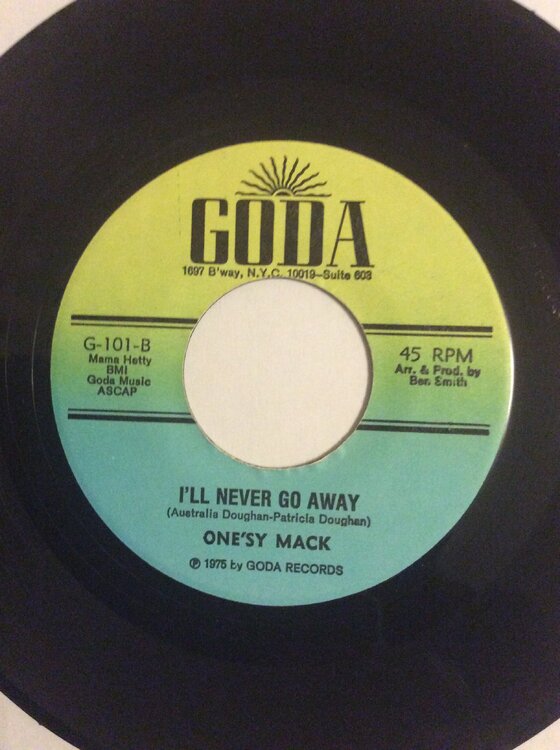 GODA
1697 B'way, N.Y.C. 10019–Suite 603
G-101-B
Mama Hetty
BMI
Goda Music
ASCAP
45 RPM
Arr. & Prod. by
Ben Smith
I'LL NEVER GO AWAY
(Australia Doughan-Patricia Doughan)
ONE'SY MACK
℗ 1975 by GODA RECORDS